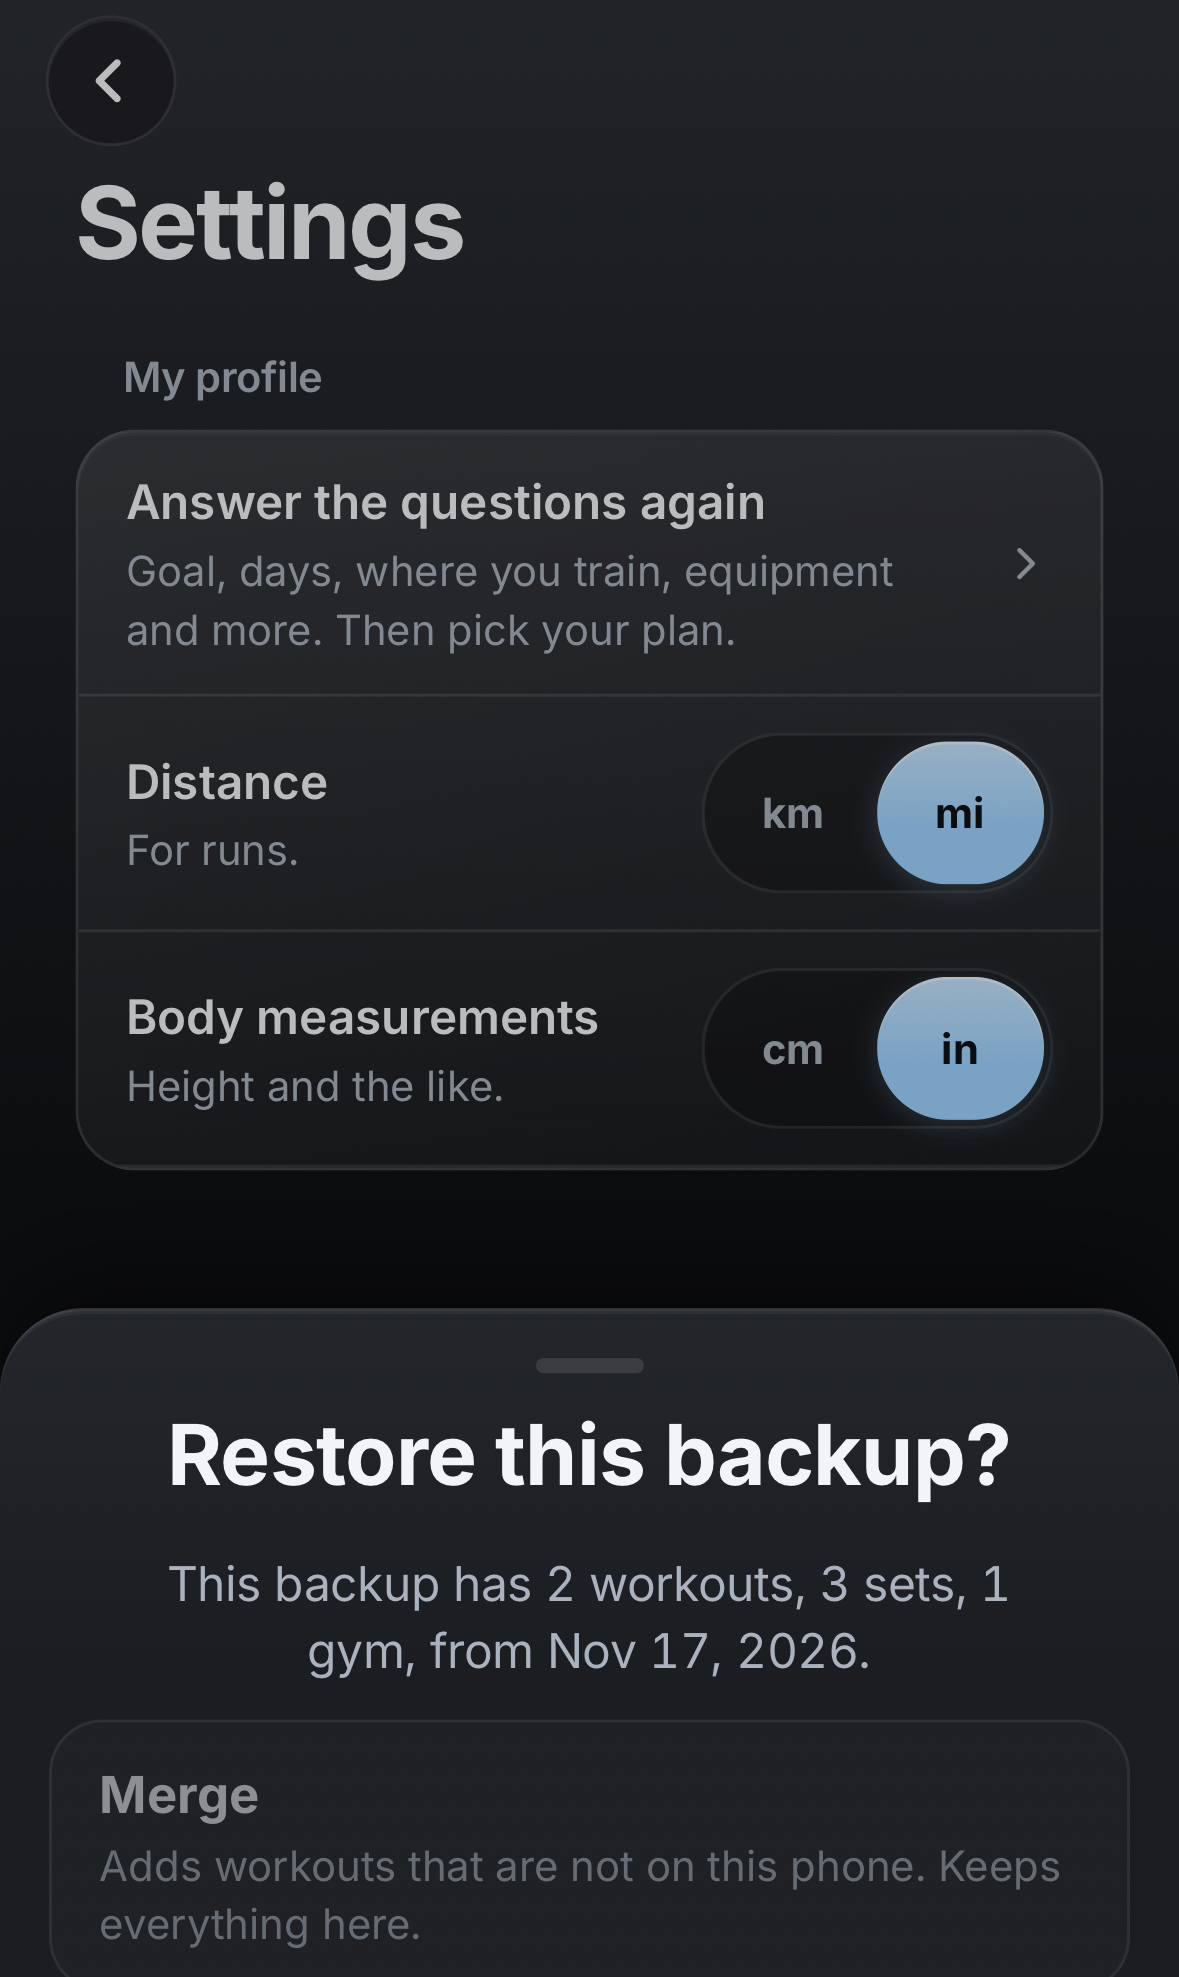 Settings
My profile
Answer the questions again
Goal, days, where you train, equipment
and more. Then pick your plan.
Distance
For runs.
km
mi
Body measurements
Height and the like.
cm
in
Restore this backup?
This backup has 2 workouts, 3 sets, 1
gym, from Nov 17, 2026.
Merge
Adds workouts that are not on this phone. Keeps
everything here.